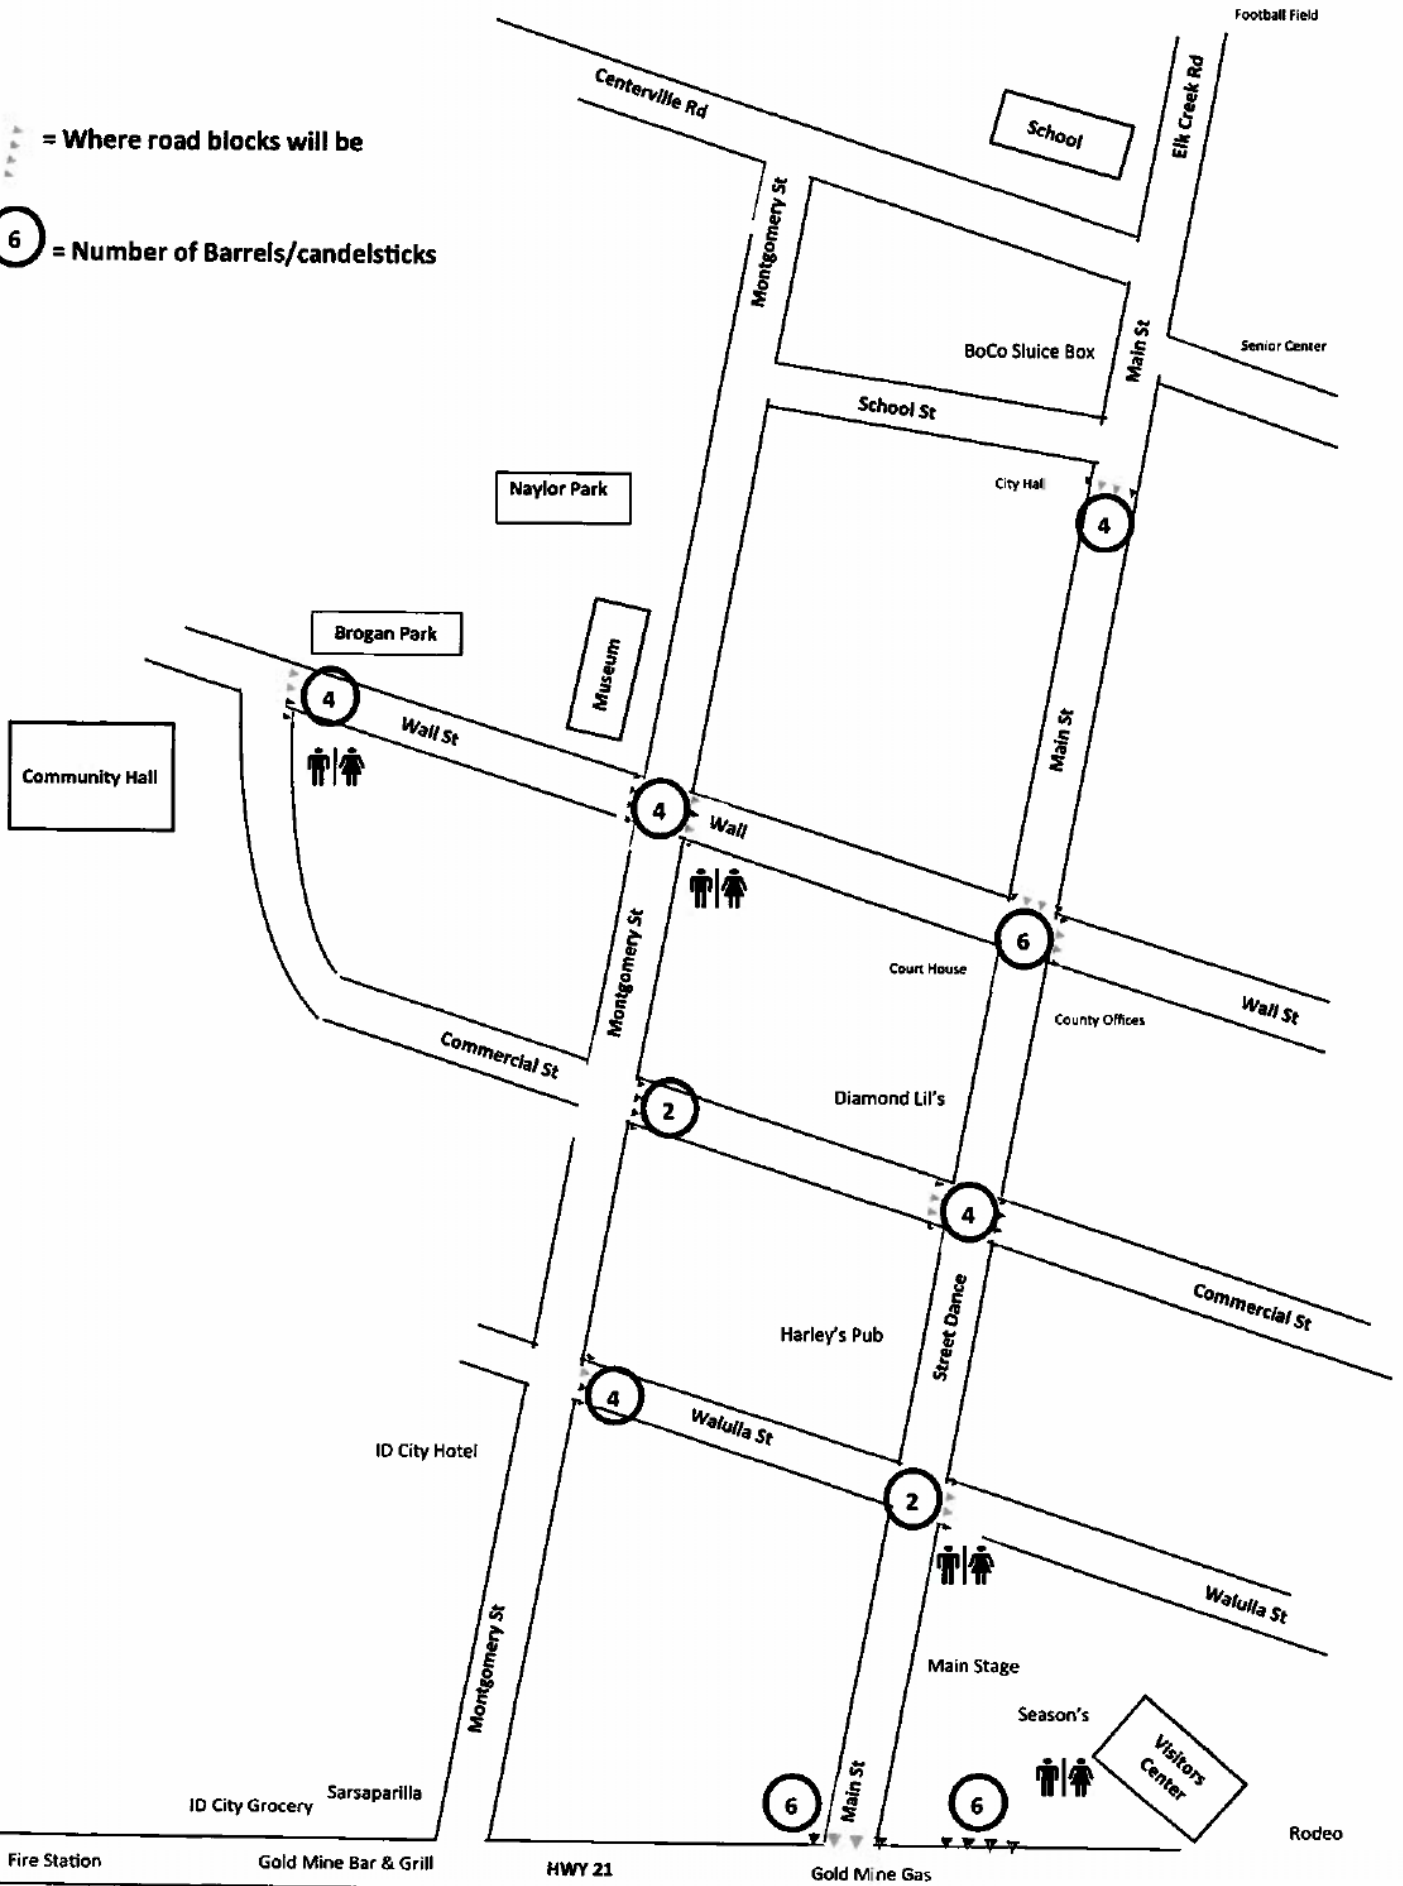 Football Field
Elk Creek Rd
Centerville Rd
School
= Where road blocks will be
Montgomery St
6
= Number of Barrels/candelsticks
BoCo Sluice Box
Main St
Senior Center
School St
Naylor Park
City Hal
4
Brogan Park
Museum
4
Wall St
Main St
Community Hall
4
Wall
6
Court House
Montgomery St
Wall St
County Offices
Commercial St
2
Diamond Lil's
4
Commercial St
Harley's Pub
Street Dance
4
Walulla St
ID City Hotel
2
Walulla St
Montgomery St
Main Stage
Season's
Visitors
Center
Sarsaparilla
ID City Grocery
6
Main St
6
Rodeo
Fire Station
Gold Mine Bar & Grill
HWY 21
Gold Mine Gas